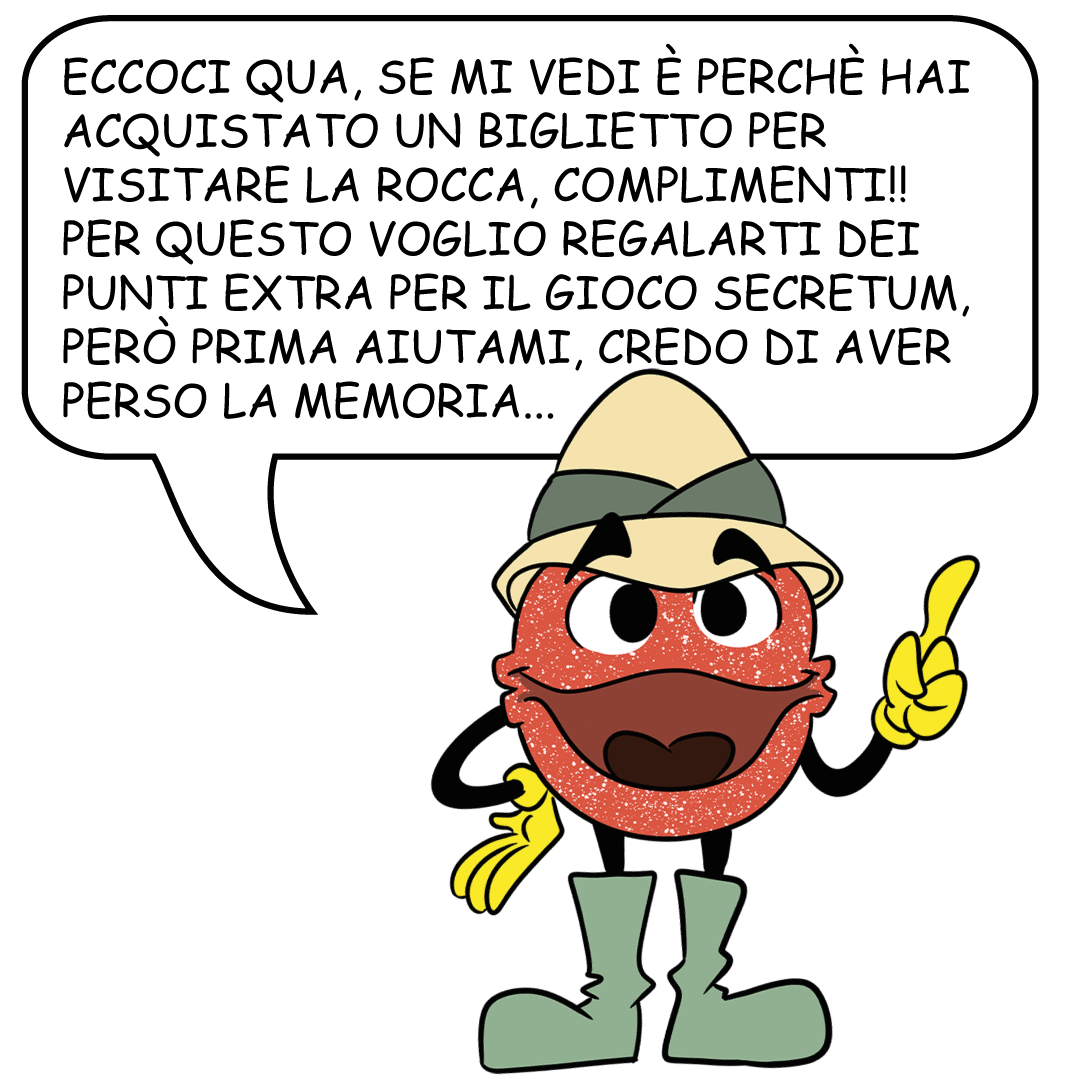 ECCOCI QUA, SE MI VEDI È PERCHÈ HAI
ACQUISTATO UN BIGLIETTO PER
VISITARE LA ROCCA, COMPLIMENTI!!
PER QUESTO VOGLIO REGALARTI DEI
PUNTI EXTRA PER IL GIOCO SECRETUM,
PERÒ PRIMA AIUTAMI, CREDO DI AVER
PERSO LA MEMORIA...